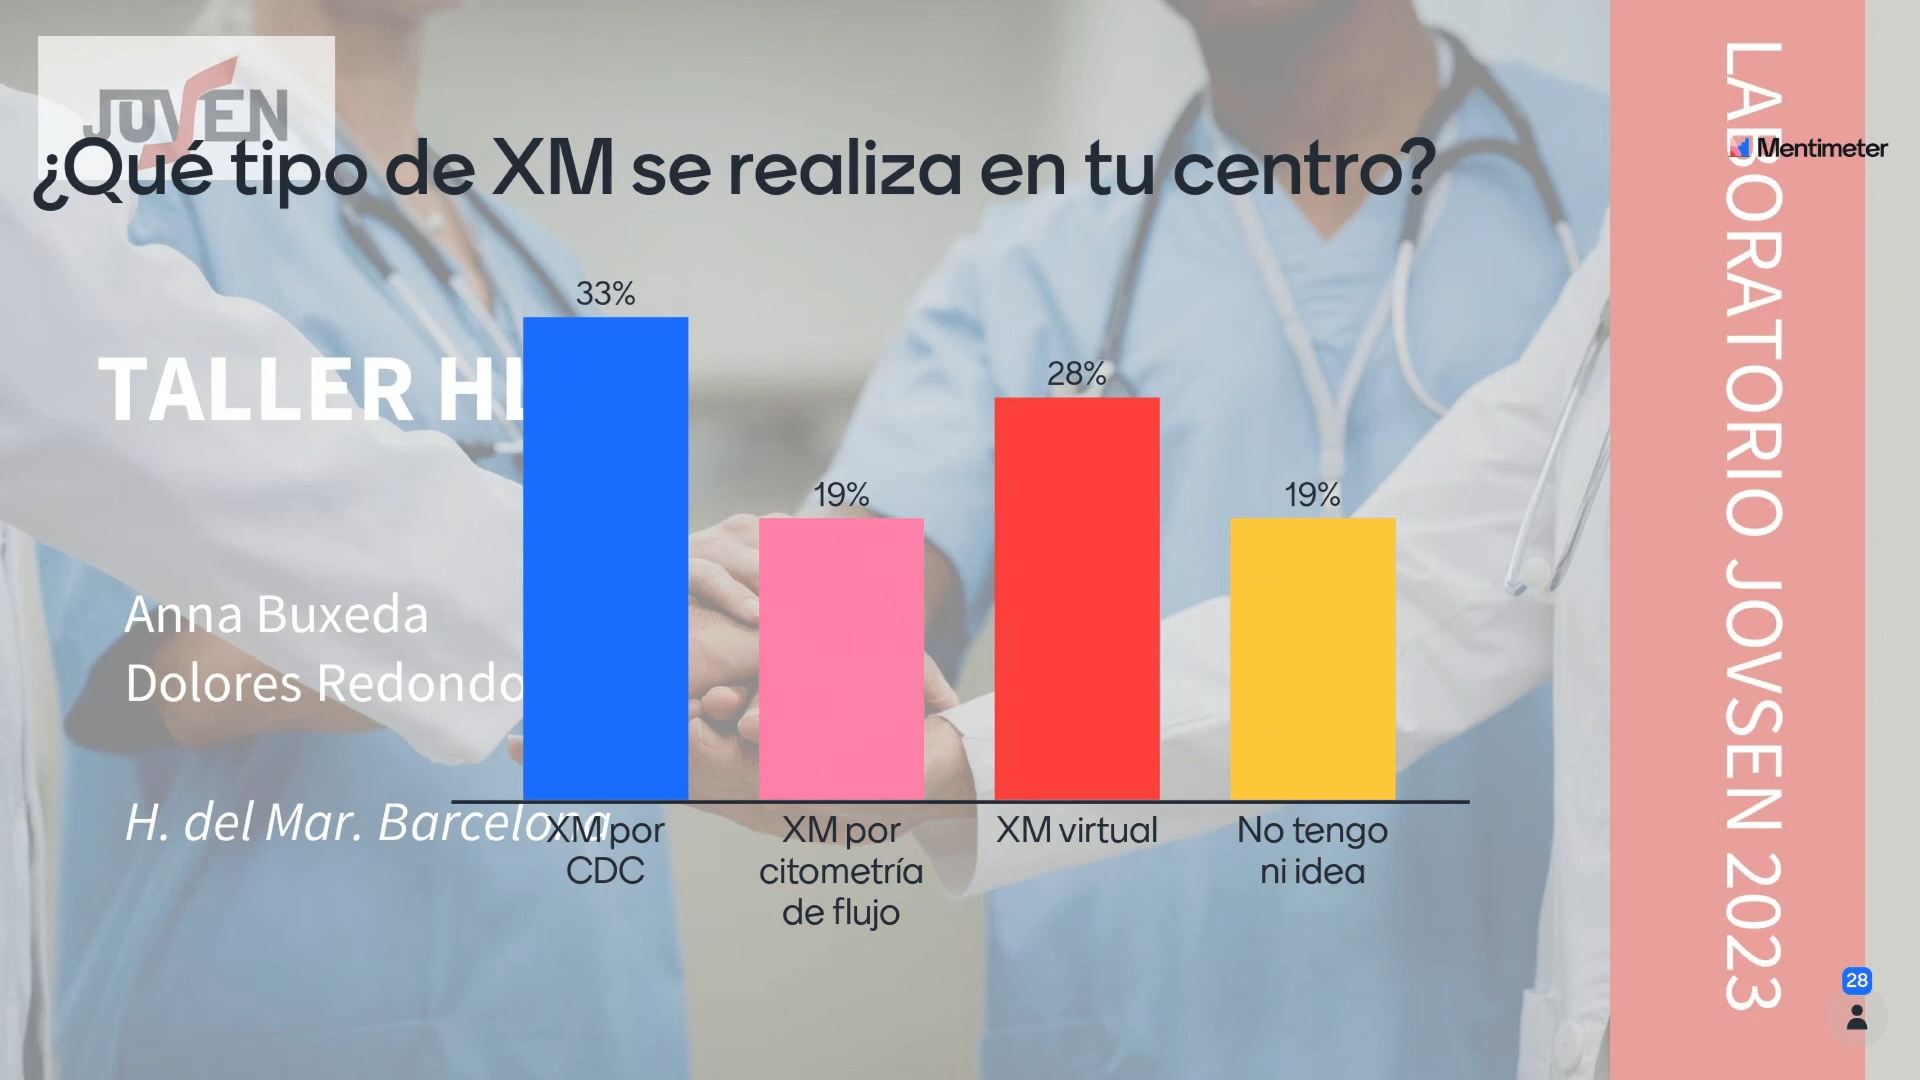 JOVSEN
¿Qué tipo de XM se realiza en tu centro?
Mentimeter
LABORATORIO JOVSEN 2023
TALLER
Anna Buxeda
Dolores Redondo
H. del Mar. Barcelona
33%
19%
28%
19%
XM por
CDC
XM por
citometría
de flujo
XM virtual
No tengo
ni idea
28